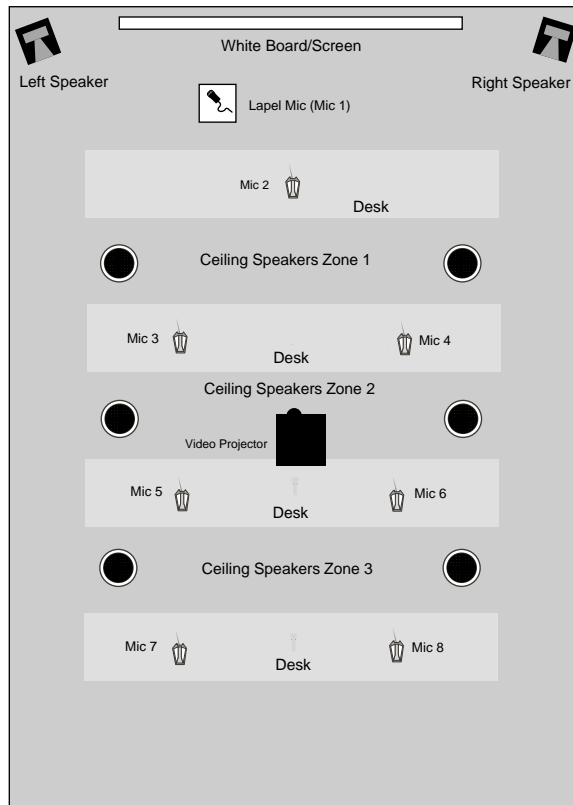 White Board/Screen
Left Speaker
Right Speaker
Lapel Mic (Mic 1)
Mic 2
Desk
Ceiling Speakers Zone 1
Mic 3
Mic 4
Desk
Ceiling Speakers Zone 2
Video Projector
Mic 5
Mic 6
Desk
Ceiling Speakers Zone 3
Mic 7
Mic 8
Desk